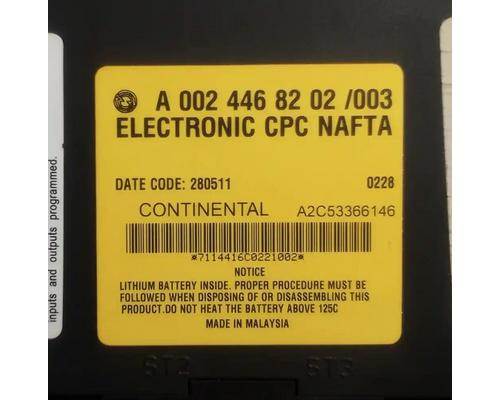 A 002 446 82 02 /003
ELECTRONIC CPC NAFTA
DATE CODE: 280511 0228
CONTINENTAL A2C53366146
*7114416C0221002*
NOTICE
LITHIUM BATTERY INSIDE. PROPER PROCEDURE MUST BE
FOLLOWED WHEN DISPOSING OF OR DISASSEMBLING THIS
PRODUCT.DO NOT HEAT THE BATTERY ABOVE 125C
MADE IN MALAYSIA
inputs and outputs programmed.
ST2 ST3